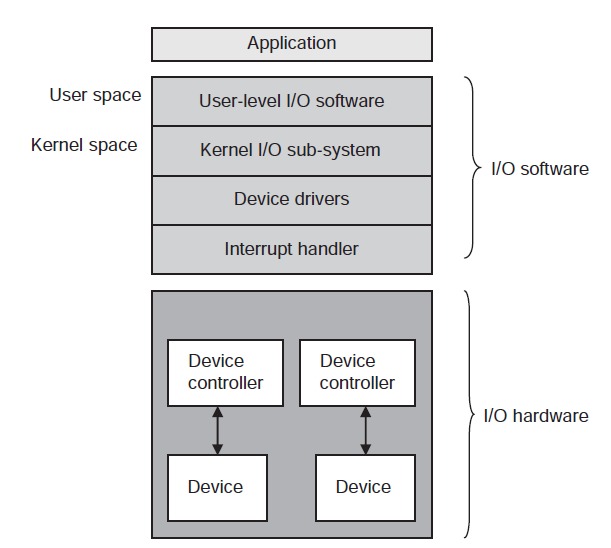 Application
User space
User-level I/O software
Kernel space
Kernel I/O sub-system
I/O software
Device drivers
Interrupt handler
Device
controller
Device
controller
I/O hardware
Device
Device